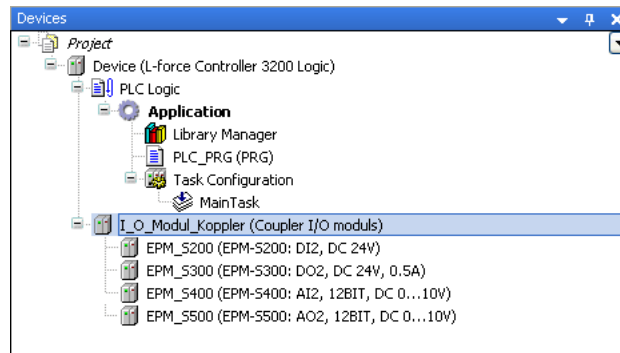 Devices
Project
Device (L-force Controller 3200 Logic)
PLC Logic
Application
Library Manager
PLC_PRG (PRG)
Task Configuration
MainTask
I_O_Modul_Koppler (Coupler I/O moduls)
EPM_S200 (EPM-S200: DI2, DC 24V)
EPM_S300 (EPM-S300: DO2, DC 24V, 0.5A)
EPM_S400 (EPM-S400: AI2, 12BIT, DC 0...10V)
EPM_S500 (EPM-S500: AO2, 12BIT, DC 0...10V)